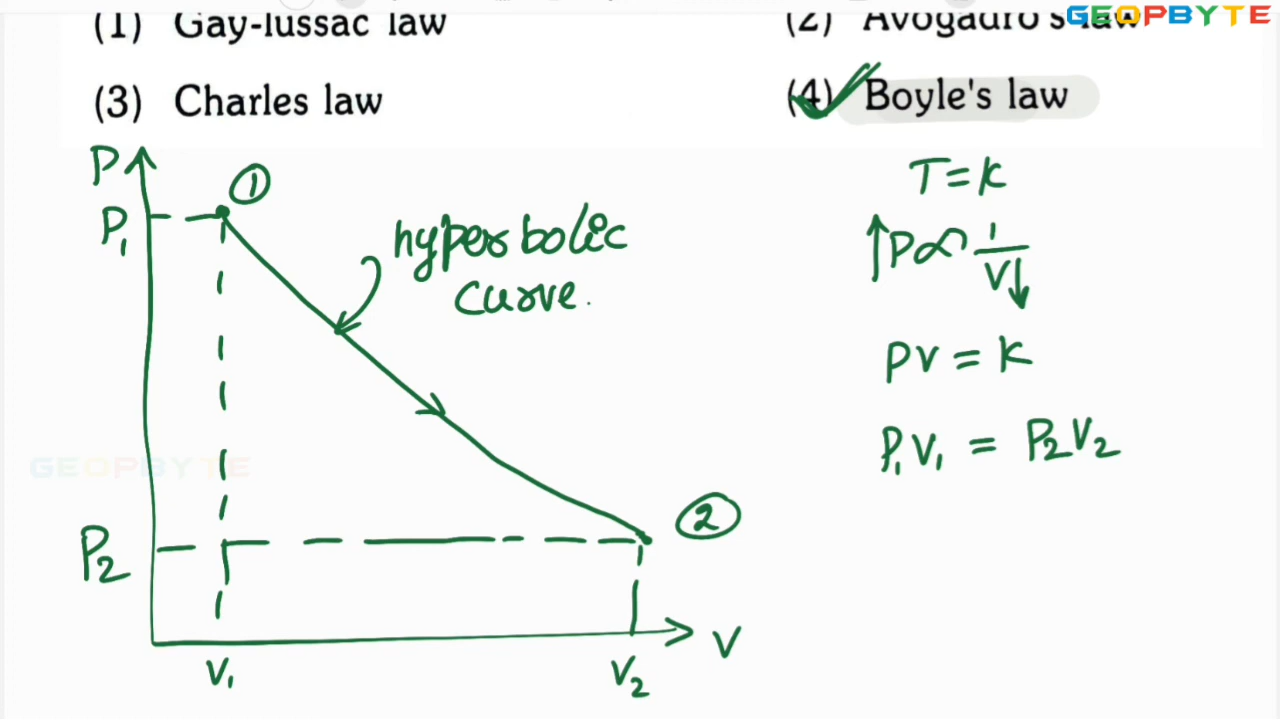 GEOPBYTE
(1) Gay-lussac law
(2) Avogadro's law
(3) Charles law
(4) Boyle's law
P
①
P₁
hyperbolic
curve.
T = K
↑P∝ 1/V↓
PV = K
P₁V₁ = P₂V₂
GEOPBYTE
②
P₂
V
V₁
V₂